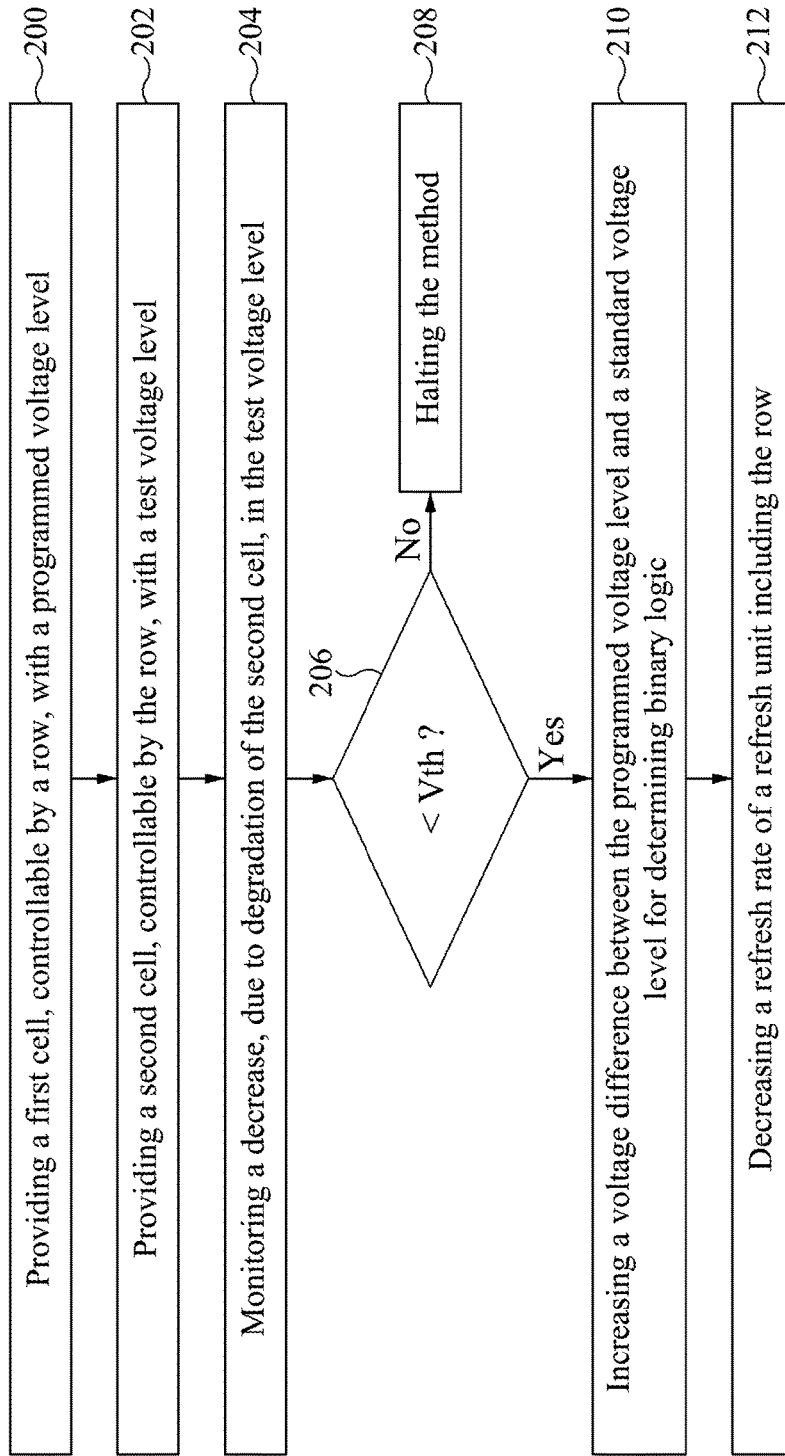 Providing a first cell, controllable by a row, with a programmed voltage level
200
Providing a second cell, controllable by the row, with a test voltage level
202
Monitoring a decrease, due to degradation of the second cell, in the test voltage level
204
206
< Vth ?
No
Halting the method
208
Yes
Increasing a voltage difference between the programmed voltage level and a standard voltage
level for determining binary logic
210
Decreasing a refresh rate of a refresh unit including the row
212